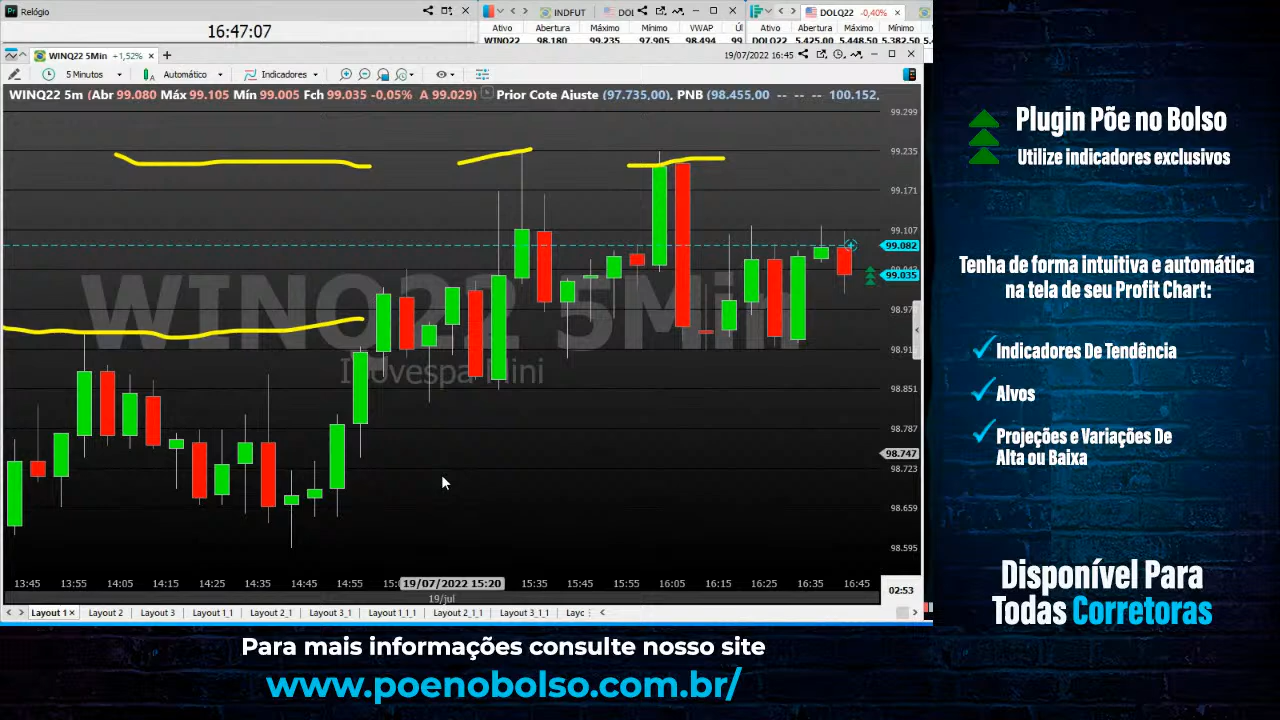 Relógio
INDFUT
DOL
DOLQ22 -0,40%
16:47:07
Ativo Abertura Máximo Mínimo VWAP Úl
WINQ22 98.180 99.235 97.905 98.494 99
Ativo Abertura Máximo Mínimo
DOLQ22 5.425,00 5.448,50 5.382,50
WINQ22 5Min +1,52%
19/07/2022 16:45
5 Minutos Automático Indicadores
WINQ22 5m (Abr 99.080 Máx 99.105 Mín 99.005 Fch 99.035 -0,05% A 99.029) Prior Cote Ajuste (97.735,00), PNB (98.455,00 -- -- -- 100.152,
99.299
99.235
99.171
99.107
99.082
99.035
98.851
98.787
98.747
98.723
98.659
98.595
WINQ22 5Min
13:45 13:55 14:05 14:15 14:25 14:35 14:45 14:55 19/07/2022 15:20 15:35 15:45 15:55 16:05 16:15 16:25 16:35 16:45
02:53
19/jul
Layout 1 Layout 2 Layout 3 Layout 1_1 Layout 2_1 Layout 3_1 Layout 1_1_1 Layout 2_1_1 Layout 3_1_1 Layc
Plugin Põe no Bolso
Utilize indicadores exclusivos
Tenha de forma intuitiva e automática
na tela de seu Profit Chart:
Indicadores De Tendência
Alvos
Projeções e Variações De
Alta ou Baixa
Disponível Para
Todas Corretoras
Para mais informações consulte nosso site
www.poenobolso.com.br/